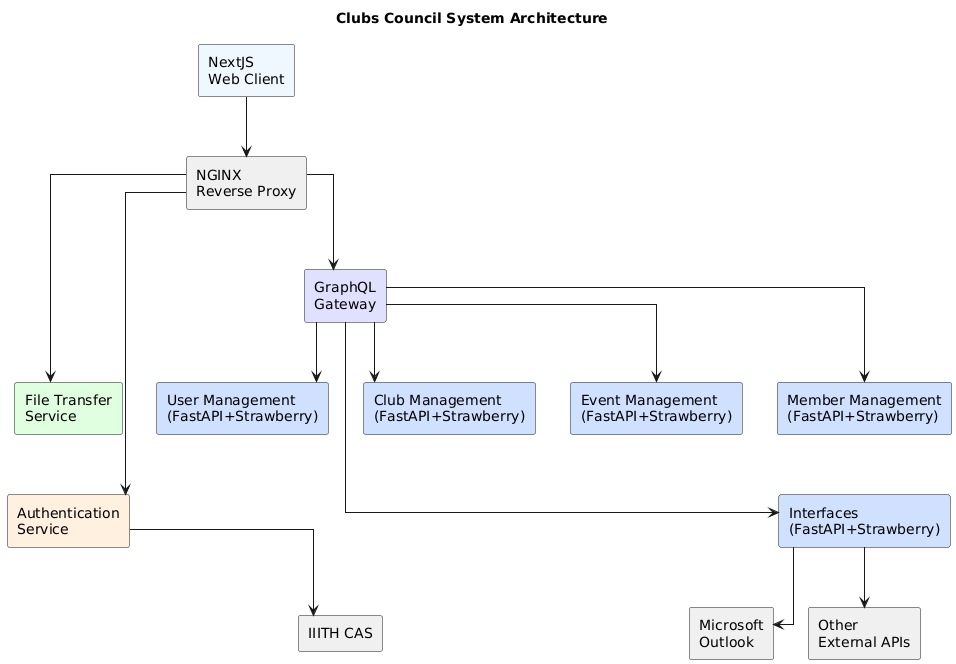 Clubs Council System Architecture
NextJS
Web Client
NGINX
Reverse Proxy
GraphQL
Gateway
File Transfer
Service
User Management
(FastAPI+Strawberry)
Club Management
(FastAPI+Strawberry)
Event Management
(FastAPI+Strawberry)
Member Management
(FastAPI+Strawberry)
Authentication
Service
Interfaces
(FastAPI+Strawberry)
IIITH CAS
Microsoft
Outlook
Other
External APIs